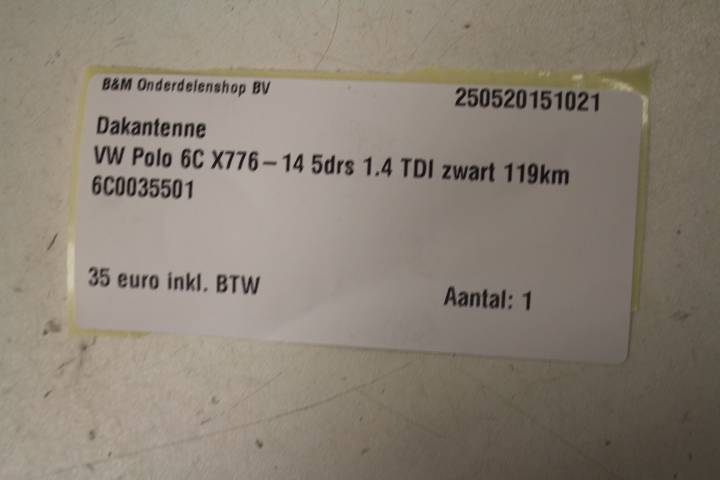 B&M Onderdelenshop BV
250520151021
Dakantenne
VW Polo 6C X776-14 5drs 1.4 TDI zwart 119km
6C0035501
35 euro inkl. BTW
Aantal: 1